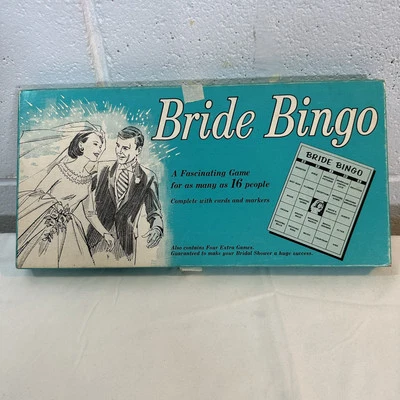 Bride Bingo
A Fascinating Game
for as many as 16 people
Complete with cards and markers
BRIDE BINGO
Also contains Four Extra Games.
Guaranteed to make your Bridal Shower a huge success.